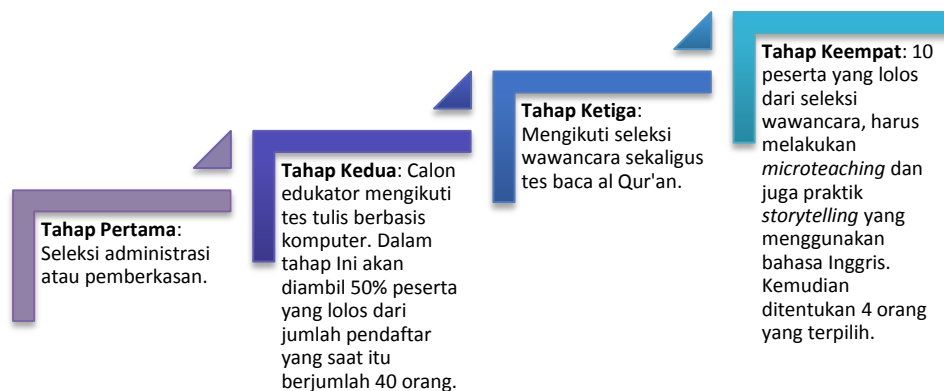 Tahap Pertama:
Seleksi administrasi
atau pemberkasan.
Tahap Kedua: Calon
edukator mengikuti
tes tulis berbasis
komputer. Dalam
tahap Ini akan
diambil 50% peserta
yang lolos dari
jumlah pendaftar
yang saat itu
berjumlah 40 orang.
Tahap Ketiga:
Mengikuti seleksi
wawancara sekaligus
tes baca al Qur'an.
Tahap Keempat: 10
peserta yang lolos
dari seleksi
wawancara, harus
melakukan
microteaching dan
juga praktik
storytelling yang
menggunakan
bahasa Inggris.
Kemudian
ditentukan 4 orang
yang terpilih.